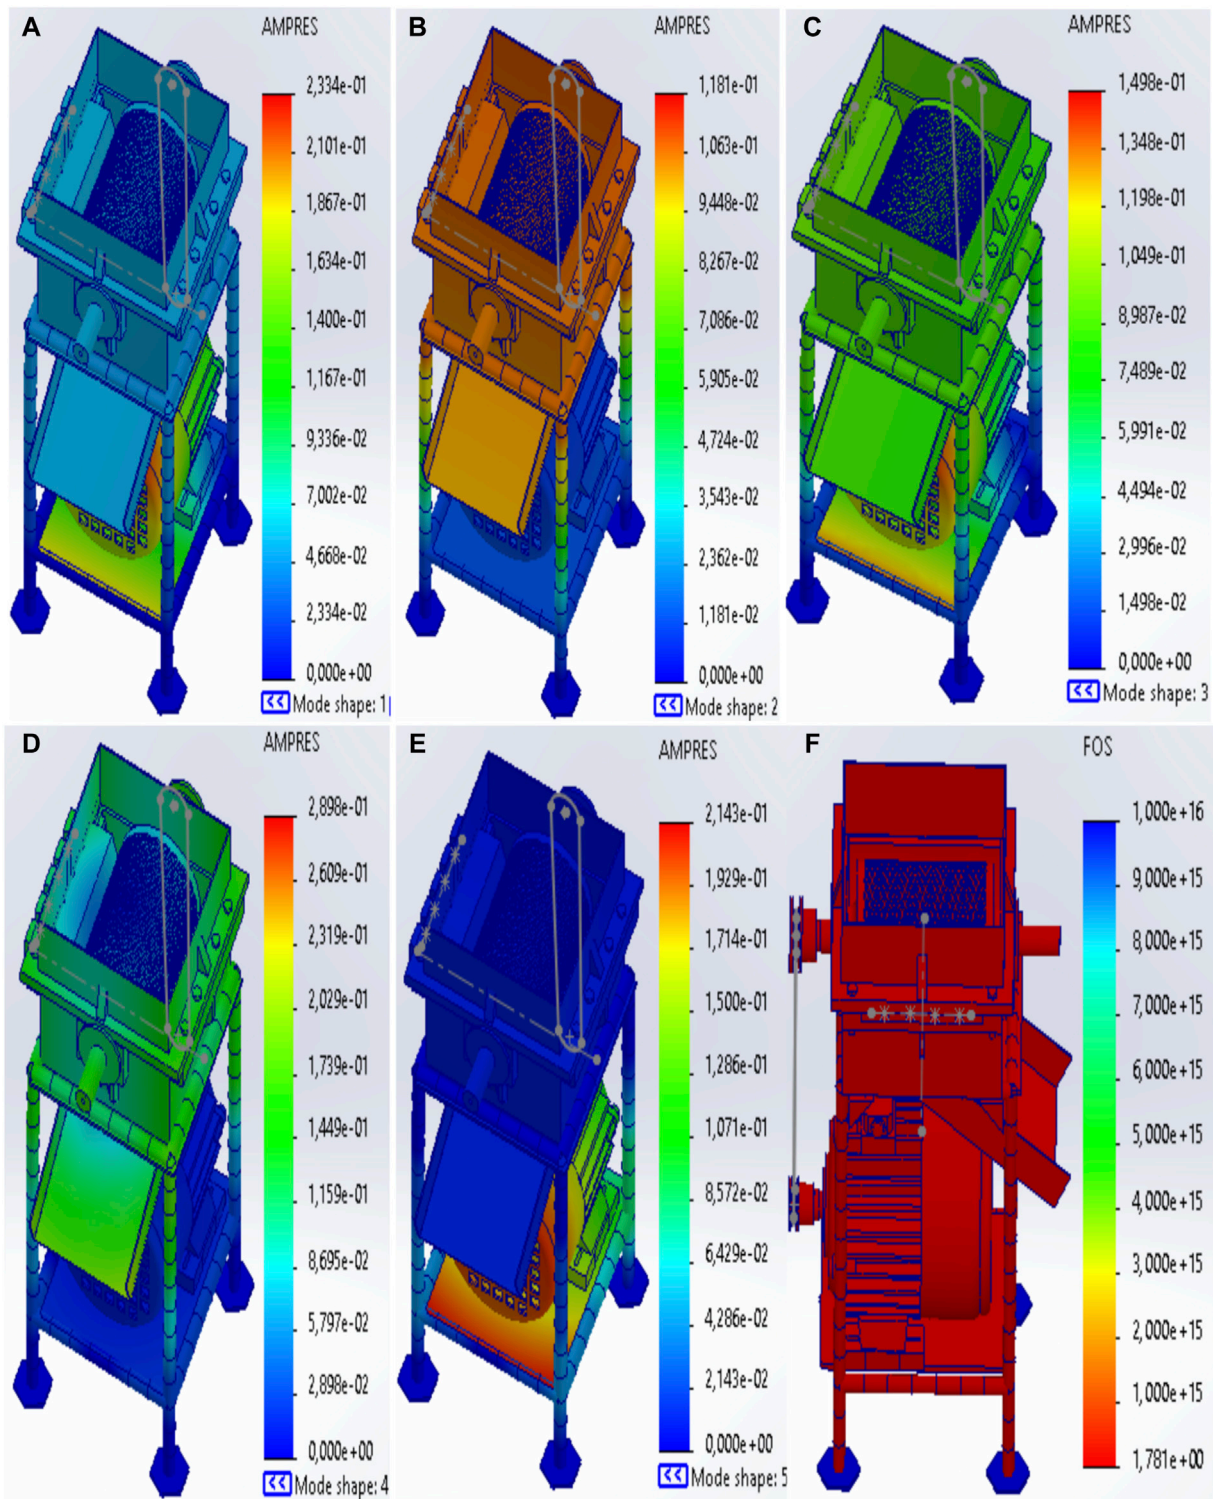 A
AMPRES
2,334e-01
2,101e-01
1,867e-01
1,634e-01
1,400e-01
1,167e-01
9,336e-02
7,002e-02
4,668e-02
2,334e-02
0,000e+00
Mode shape: 1
B
AMPRES
1,181e-01
1,063e-01
9,448e-02
8,267e-02
7,086e-02
5,905e-02
4,724e-02
3,543e-02
2,362e-02
1,181e-02
0,000e+00
Mode shape: 2
C
AMPRES
1,498e-01
1,348e-01
1,198e-01
1,049e-01
8,987e-02
7,489e-02
5,991e-02
4,494e-02
2,996e-02
1,498e-02
0,000e+00
Mode shape: 3
D
AMPRES
2,898e-01
2,609e-01
2,319e-01
2,029e-01
1,739e-01
1,449e-01
1,159e-01
8,695e-02
5,797e-02
2,898e-02
0,000e+00
Mode shape: 4
E
AMPRES
2,143e-01
1,929e-01
1,714e-01
1,500e-01
1,286e-01
1,071e-01
8,572e-02
6,429e-02
4,286e-02
2,143e-02
0,000e+00
Mode shape: 5
F
FOS
1,000e+16
9,000e+15
8,000e+15
7,000e+15
6,000e+15
5,000e+15
4,000e+15
3,000e+15
2,000e+15
1,000e+15
1,781e+00